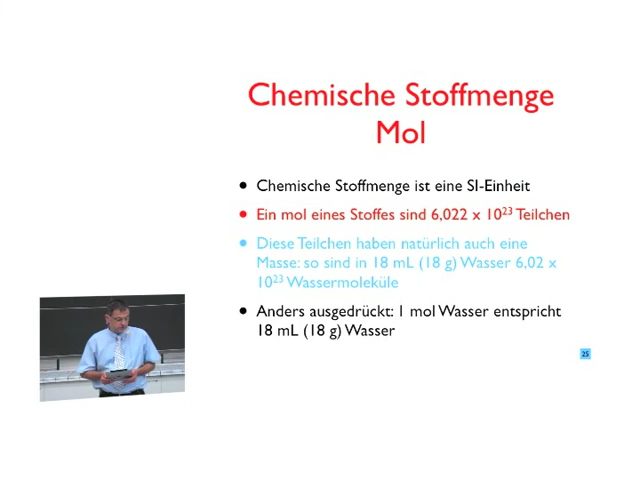 Chemische Stoffmenge
Mol
• Chemische Stoffmenge ist eine SI-Einheit
• Ein mol eines Stoffes sind 6,022 x 10²³ Teilchen
• Diese Teilchen haben natürlich auch eine
Masse: so sind in 18 mL (18 g) Wasser 6,02 x
10²³ Wassermoleküle
• Anders ausgedrückt: 1 mol Wasser entspricht
18 mL (18 g) Wasser
25